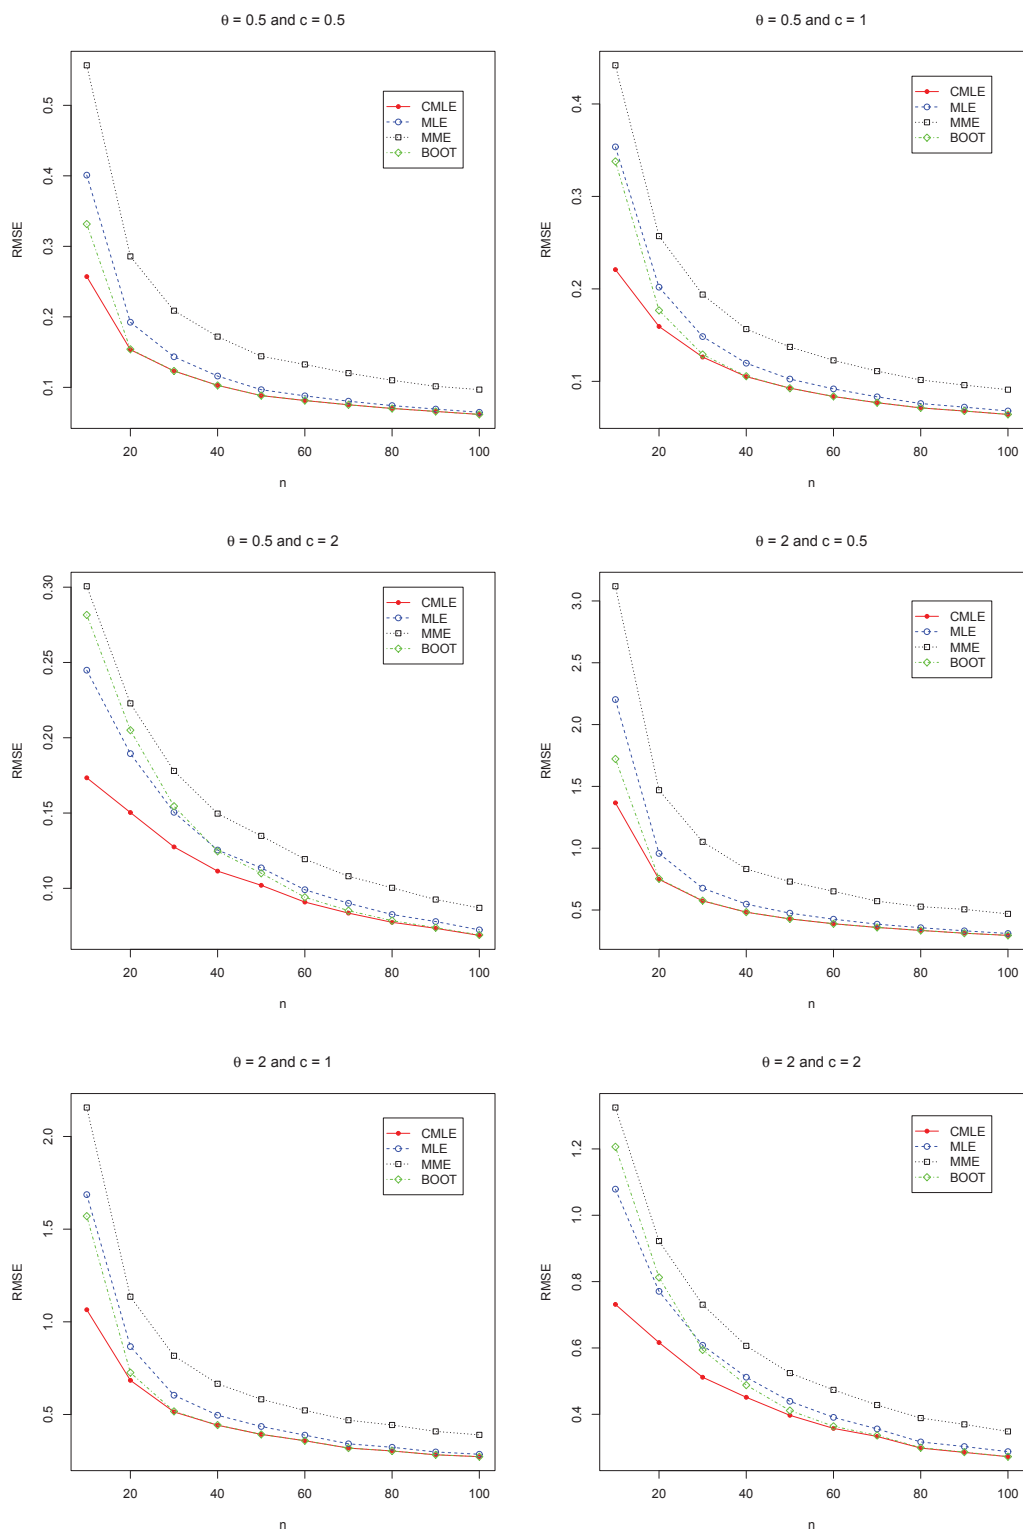 θ = 0.5 and c = 0.5
RMSE
0.5
0.4
0.3
0.2
0.1
CMLE
MLE
MME
BOOT
20 40 60 80 100
n
θ = 0.5 and c = 1
RMSE
0.4
0.3
0.2
0.1
CMLE
MLE
MME
BOOT
20 40 60 80 100
n
θ = 0.5 and c = 2
RMSE
0.30
0.25
0.20
0.15
0.10
CMLE
MLE
MME
BOOT
20 40 60 80 100
n
θ = 2 and c = 0.5
RMSE
3.0
2.5
2.0
1.5
1.0
0.5
CMLE
MLE
MME
BOOT
20 40 60 80 100
n
θ = 2 and c = 1
RMSE
2.0
1.5
1.0
0.5
CMLE
MLE
MME
BOOT
20 40 60 80 100
n
θ = 2 and c = 2
RMSE
1.2
1.0
0.8
0.6
0.4
CMLE
MLE
MME
BOOT
20 40 60 80 100
n